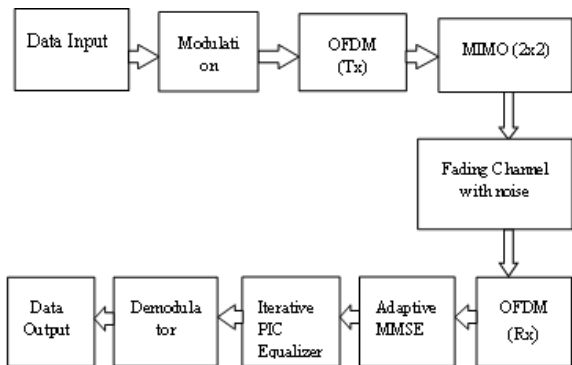 Data Input
Modulati
on
OFDM
(Tx)
MIMO (2x2)
Fading Channel
with noise
OFDM
(Rx)
Adaptive
MMSE
Iterative
PIC
Equalizer
Demodula
tor
Data
Output